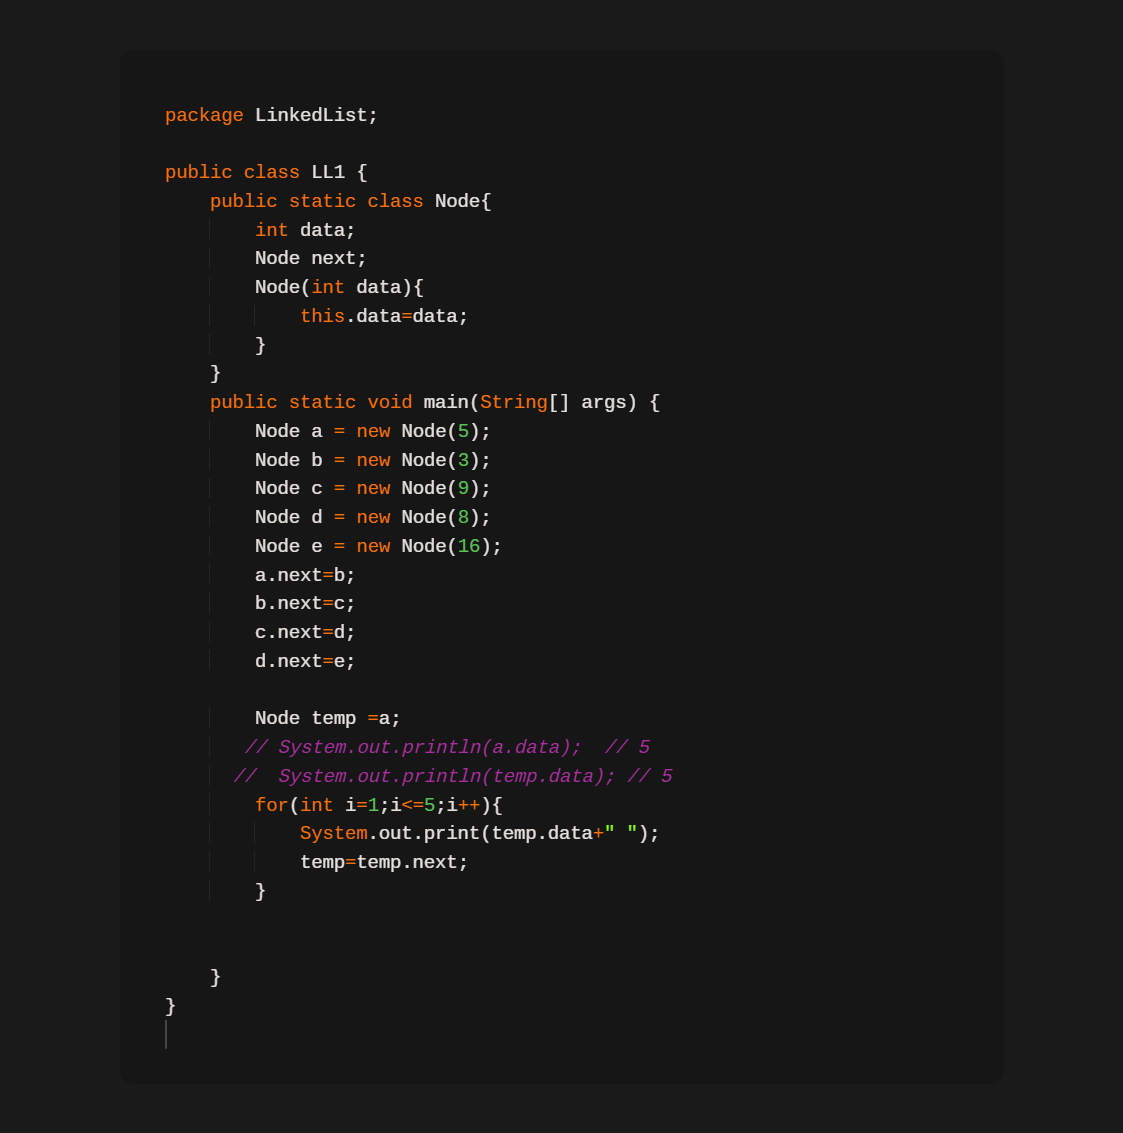 package LinkedList;

public class LL1 {
    public static class Node{
        int data;
        Node next;
        Node(int data){
            this.data=data;
        }
    }
    public static void main(String[] args) {
        Node a = new Node(5);
        Node b = new Node(3);
        Node c = new Node(9);
        Node d = new Node(8);
        Node e = new Node(16);
        a.next=b;
        b.next=c;
        c.next=d;
        d.next=e;

        Node temp =a;
       // System.out.println(a.data);  // 5
      //  System.out.println(temp.data); // 5
        for(int i=1;i<=5;i++){
            System.out.print(temp.data+" ");
            temp=temp.next;
        }


    }
}